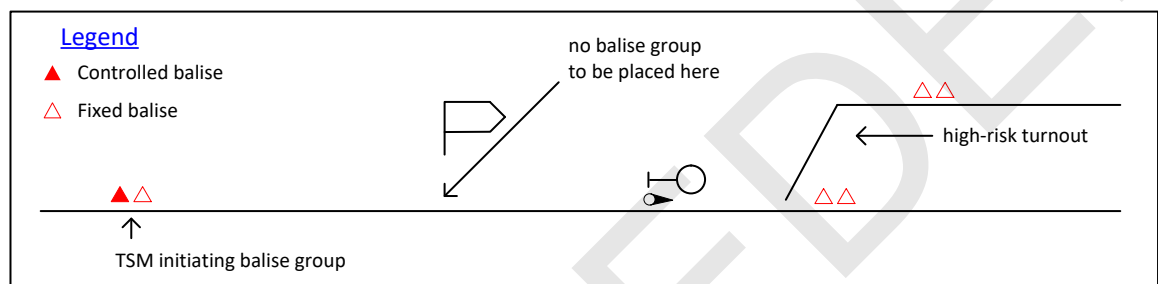 Legend
Controlled balise
Fixed balise
no balise group
to be placed here
high-risk turnout
TSM initiating balise group